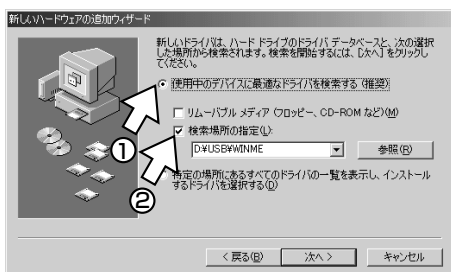 新しいハードウェアの追加ウィザード
新しいドライバは、ハード ドライブのドライバ データベースと、次の選択
した場所から検索されます。検索を開始するには、[次へ] をクリックし
てください。
使用中のデバイスに最適なドライバを検索する (推奨)
リムーバブル メディア (フロッピー、CD-ROM など)(M)
検索場所の指定(L):
①
D:¥USB¥WINME
参照(R)
②
特定の場所にあるすべてのドライバの一覧を表示し、インストール
するドライバを選択する(D)
< 戻る(B)
次へ >
キャンセル